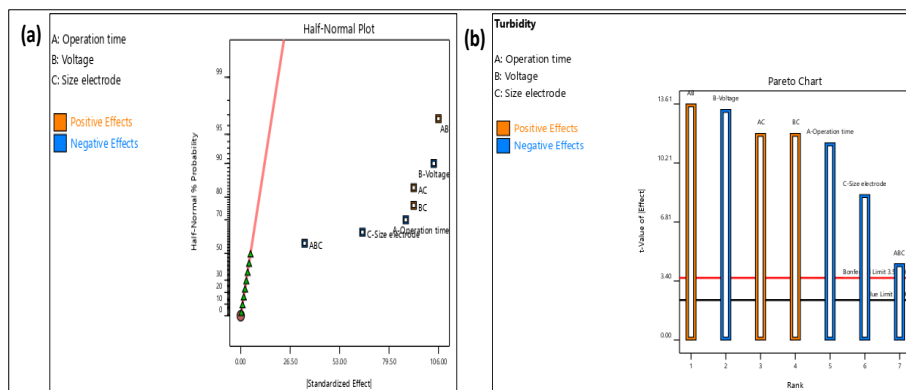 (a)
Half-Normal Plot
A: Operation time
B: Voltage
C: Size electrode
Positive Effects
Negative Effects
Half-Normal % Probability
99
95
90
80
70
50
30
20
10
0
AB
B-Voltage
AC
BC
A-Operation time
C-Size electrode
ABC
0.00 26.50 53.00 79.50 106.00
|Standardized Effect|
(b)
Turbidity
A: Operation time
B: Voltage
C: Size electrode
Positive Effects
Negative Effects
Pareto Chart
t-Value of |Effect|
13.61
10.21
6.81
3.40
0.00
AB
B-Voltage
AC
BC
A-Operation time
C-Size electrode
ABC
Limit 3.5
Limit
1 2 3 4 5 6 7
Rank